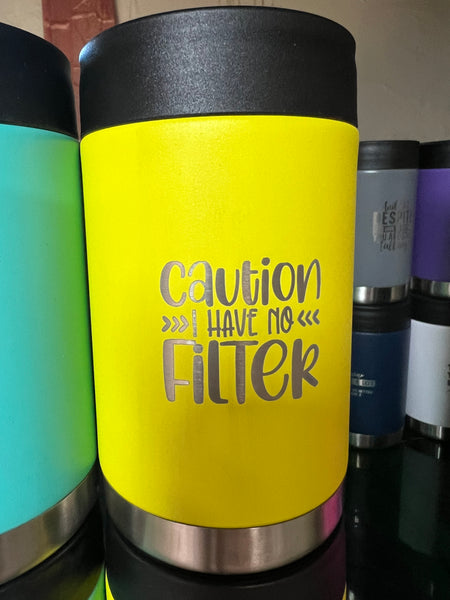 Caution
>>> I HAVE NO <<<
FiLTER